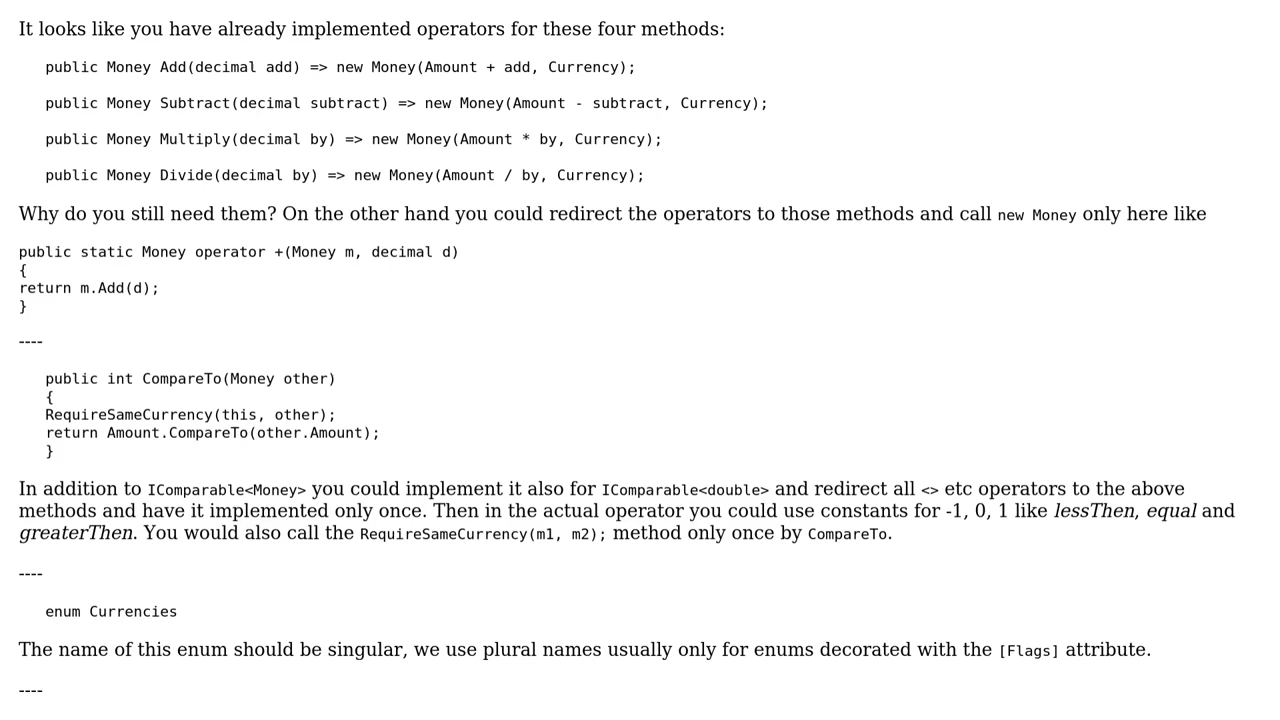 It looks like you have already implemented operators for these four methods:
public Money Add(decimal add) => new Money(Amount + add, Currency);
public Money Subtract(decimal subtract) => new Money(Amount - subtract, Currency);
public Money Multiply(decimal by) => new Money(Amount * by, Currency);
public Money Divide(decimal by) => new Money(Amount / by, Currency);
Why do you still need them? On the other hand you could redirect the operators to those methods and call new Money only here like
public static Money operator +(Money m, decimal d)
{
return m.Add(d);
}
----
public int CompareTo(Money other)
{
RequireSameCurrency(this, other);
return Amount.CompareTo(other.Amount);
}
In addition to IComparable<Money> you could implement it also for IComparable<double> and redirect all <> etc operators to the above
methods and have it implemented only once. Then in the actual operator you could use constants for -1, 0, 1 like lessThen, equal and
greaterThen. You would also call the RequireSameCurrency(m1, m2); method only once by CompareTo.
----
enum Currencies
The name of this enum should be singular, we use plural names usually only for enums decorated with the [Flags] attribute.
----